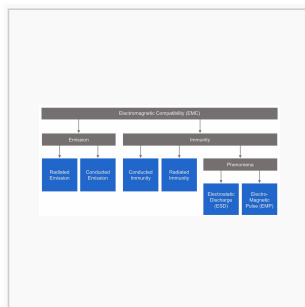 Electromagnetic Compatibility (EMC)
Emission
Immunity
Phenomena
Radiated
Emission
Conducted
Emission
Conducted
Immunity
Radiated
Immunity
Electrostatic
Discharge
(ESD)
Electro-
Magnetic
Pulse (EMP)